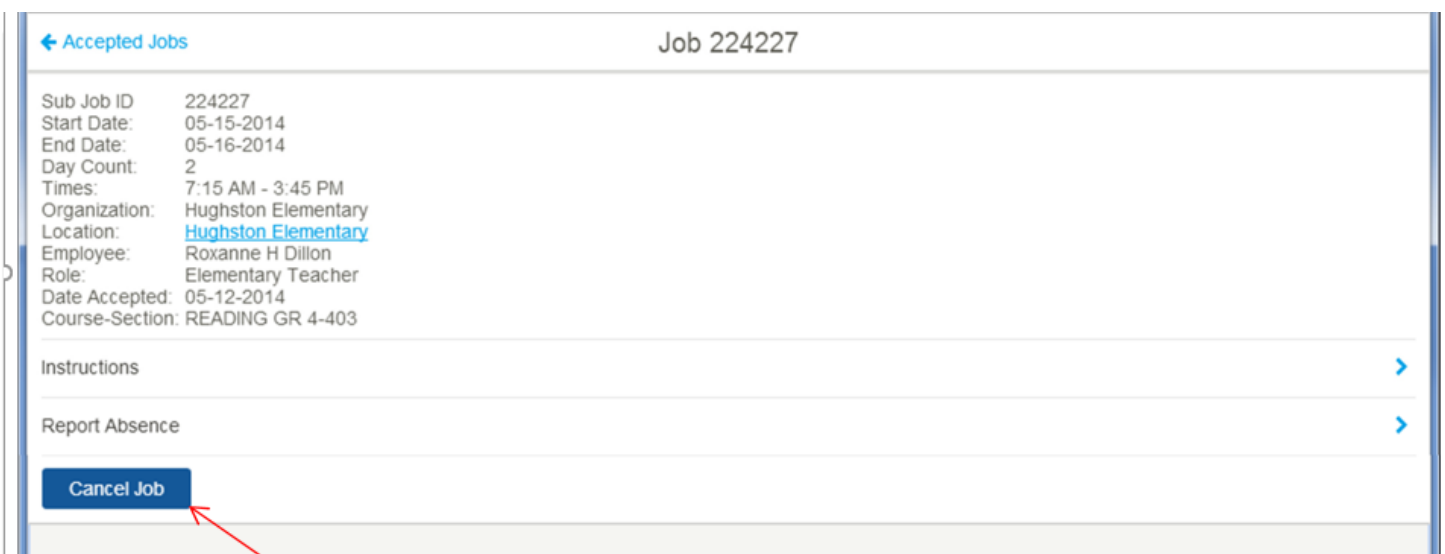 Accepted Jobs
Job 224227
Sub Job ID 224227
Start Date: 05-15-2014
End Date: 05-16-2014
Day Count: 2
Times: 7:15 AM - 3:45 PM
Organization: Hughston Elementary
Location: Hughston Elementary
Employee: Roxanne H Dillon
Role: Elementary Teacher
Date Accepted: 05-12-2014
Course-Section: READING GR 4-403
Instructions
Report Absence
Cancel Job